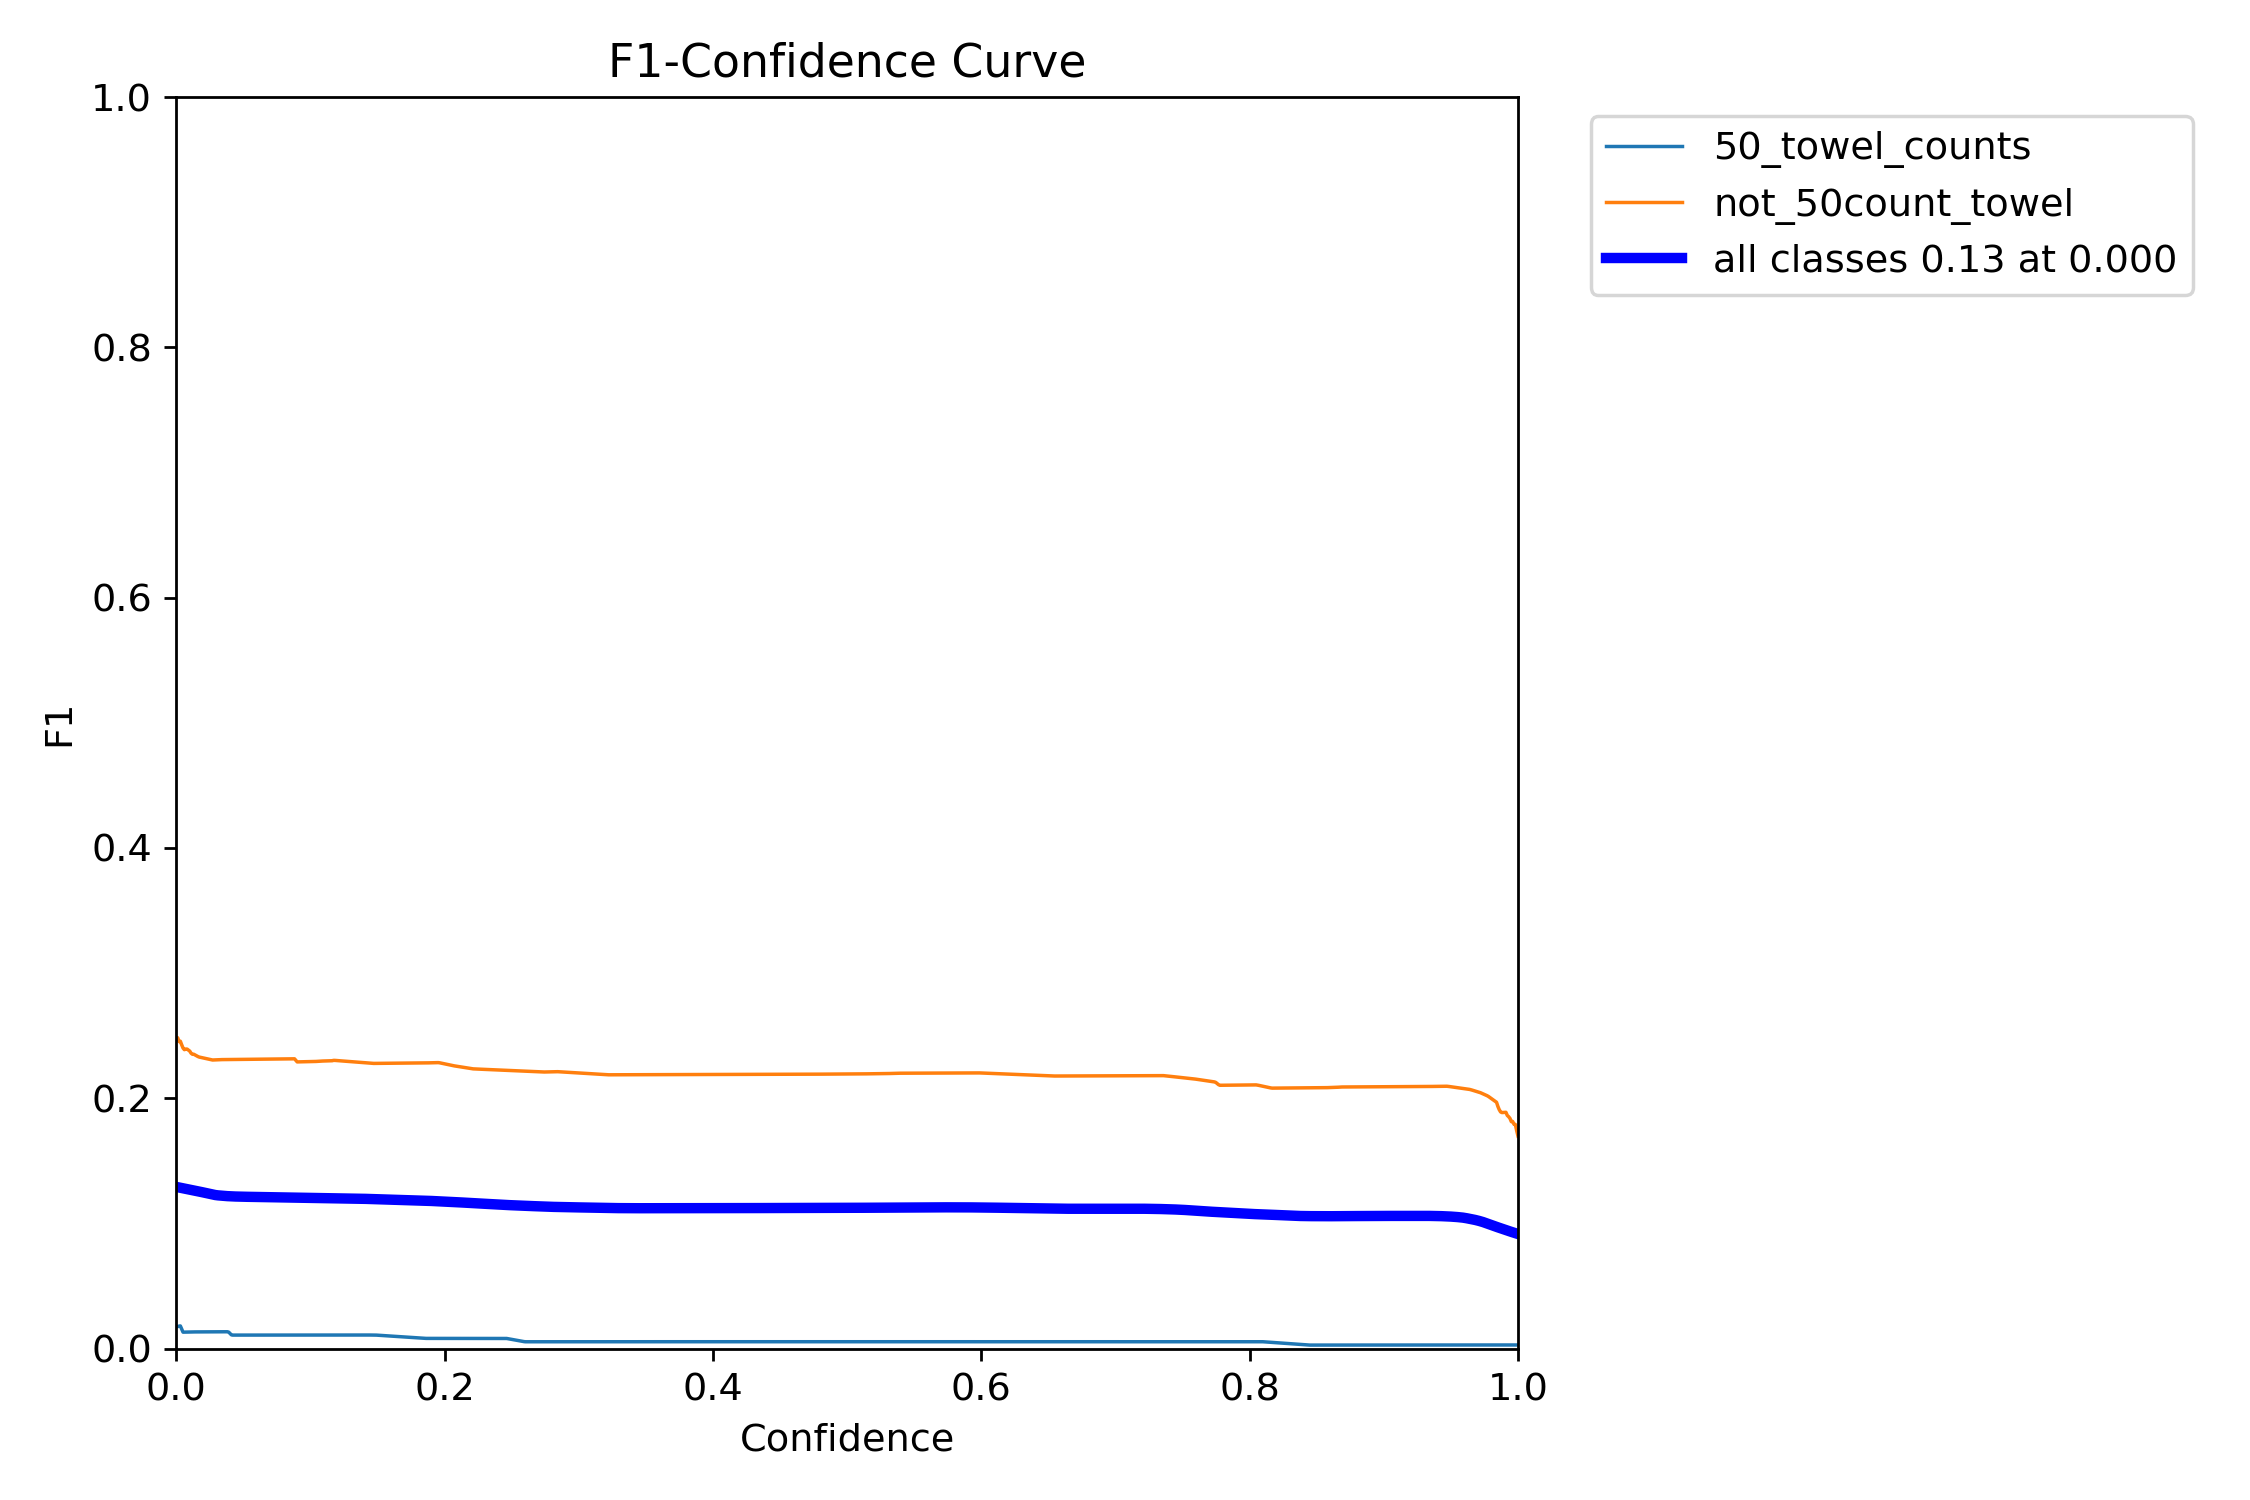 F1-Confidence Curve
1.0
0.8
0.6
0.4
0.2
0.0
F1
0.0 0.2 0.4 0.6 0.8 1.0
Confidence
50_towel_counts
not_50count_towel
all classes 0.13 at 0.000